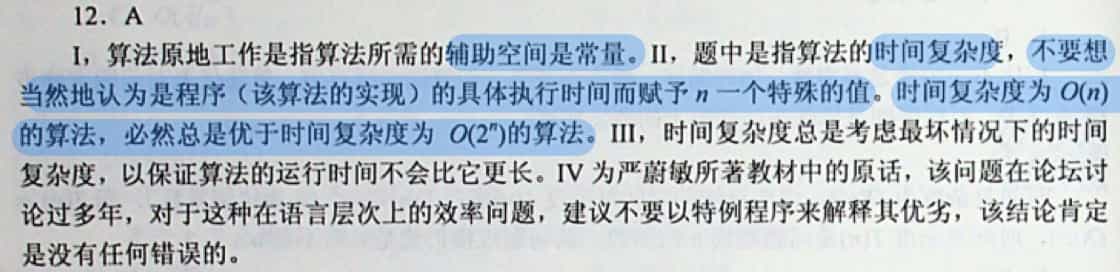 12. A
I，算法原地工作是指算法所需的辅助空间是常量。II，题中是指算法的时间复杂度，不要想
当然地认为是程序（该算法的实现）的具体执行时间而赋予 n 一个特殊的值。时间复杂度为 O(n)
的算法，必然总是优于时间复杂度为 O(2ⁿ)的算法。III，时间复杂度总是考虑最坏情况下的时间
复杂度，以保证算法的运行时间不会比它更长。IV 为严蔚敏所著教材中的原话，该问题在论坛讨
论过多年，对于这种在语言层次上的效率问题，建议不要以特例程序来解释其优劣，该结论肯定
是没有任何错误的。